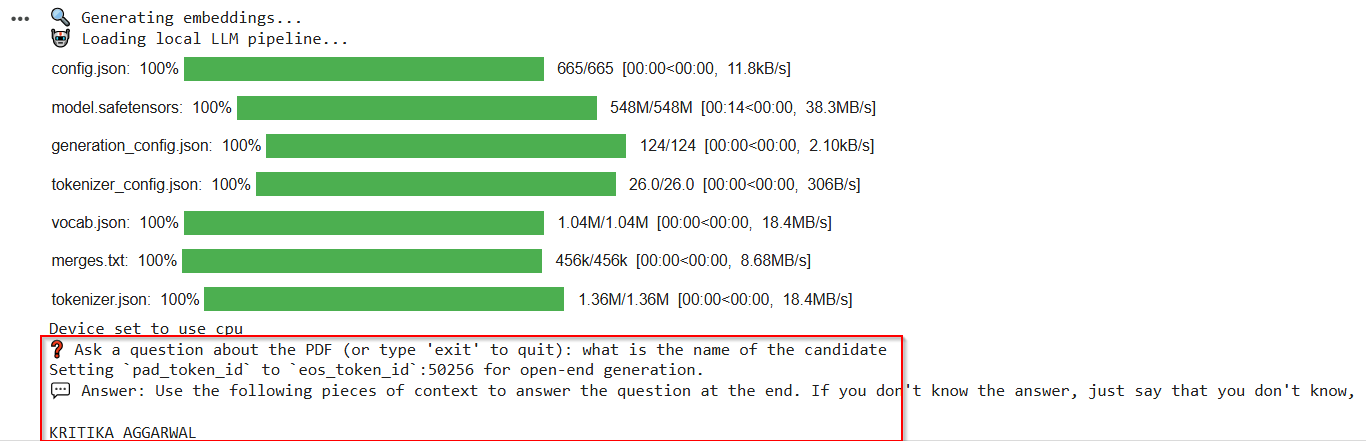 ••• 🔍 Generating embeddings...
🤖 Loading local LLM pipeline...
config.json: 100% 665/665 [00:00<00:00, 11.8kB/s]
model.safetensors: 100% 548M/548M [00:14<00:00, 38.3MB/s]
generation_config.json: 100% 124/124 [00:00<00:00, 2.10kB/s]
tokenizer_config.json: 100% 26.0/26.0 [00:00<00:00, 306B/s]
vocab.json: 100% 1.04M/1.04M [00:00<00:00, 18.4MB/s]
merges.txt: 100% 456k/456k [00:00<00:00, 8.68MB/s]
tokenizer.json: 100% 1.36M/1.36M [00:00<00:00, 18.4MB/s]
Device set to use cpu
❓ Ask a question about the PDF (or type 'exit' to quit): what is the name of the candidate
Setting `pad_token_id` to `eos_token_id`:50256 for open-end generation.
💬 Answer: Use the following pieces of context to answer the question at the end. If you don't know the answer, just say that you don't know,
KRITIKA AGGARWAL